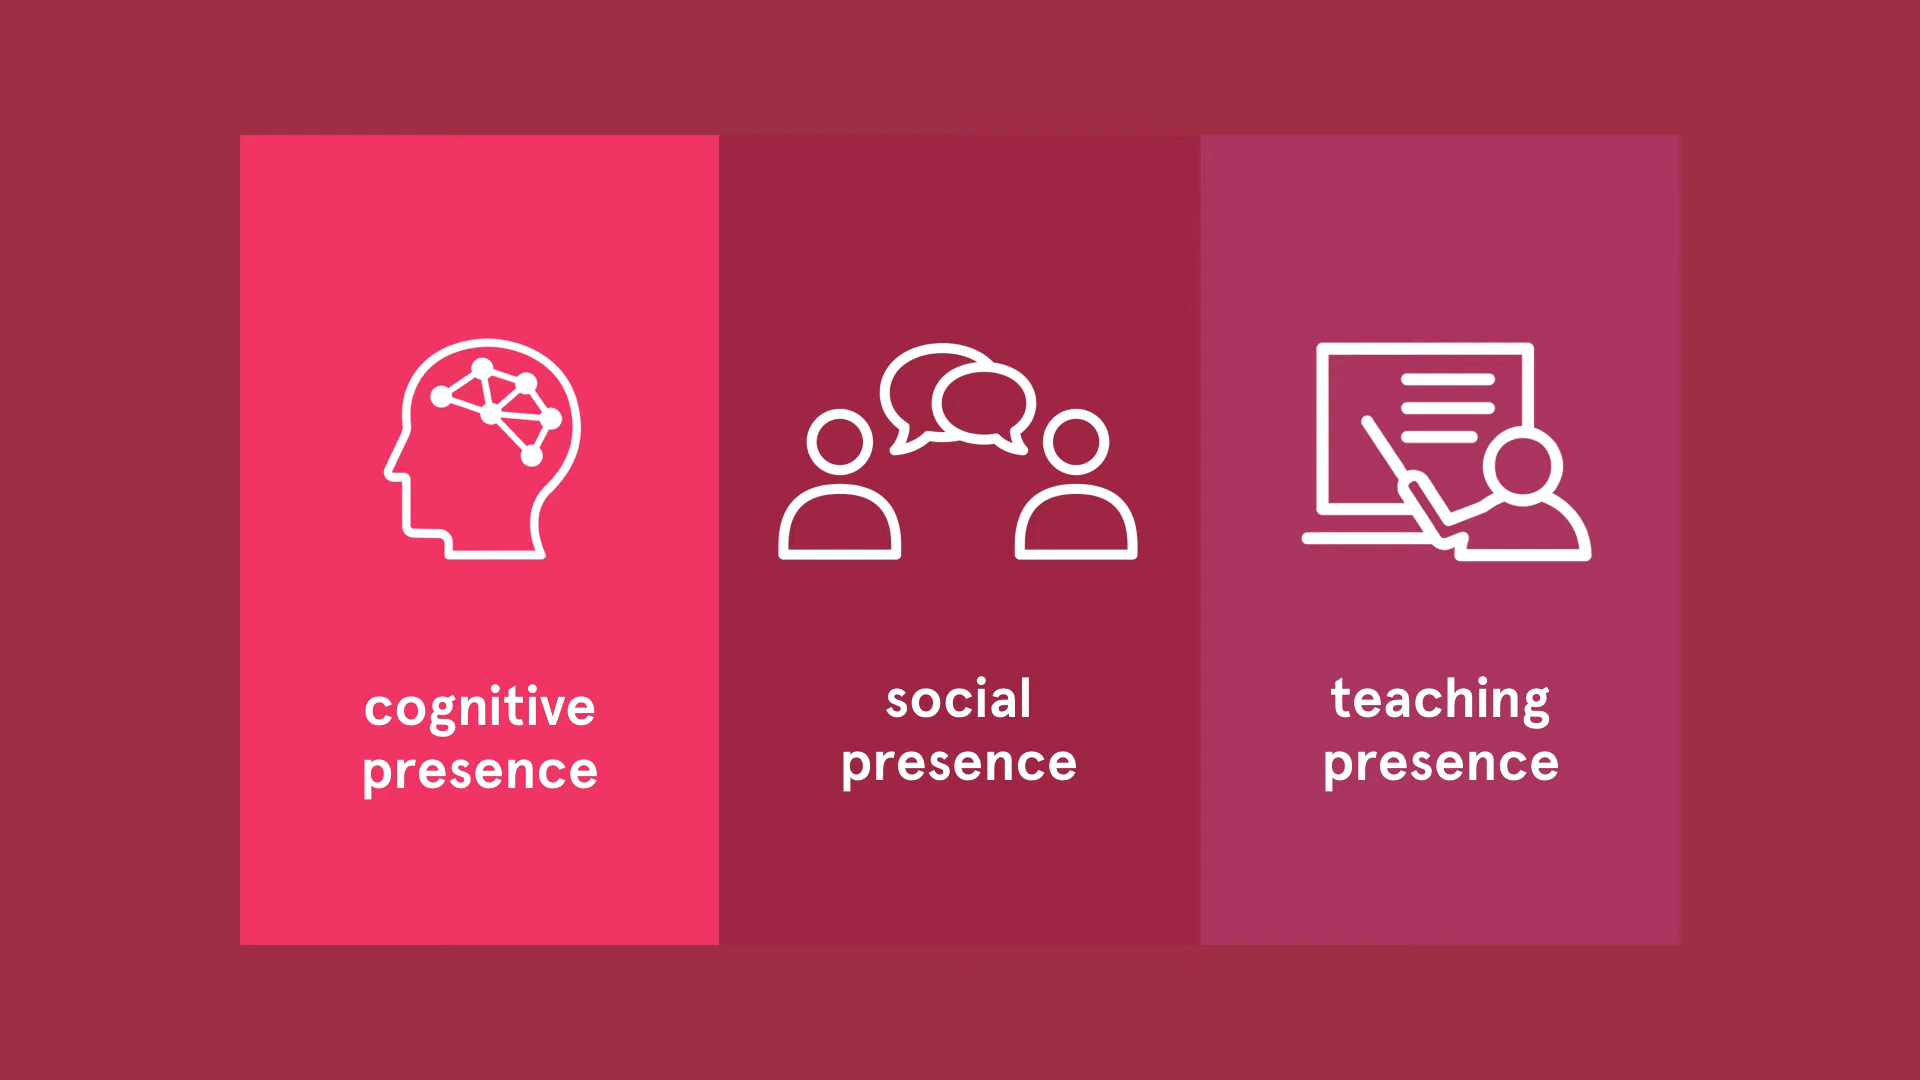 cognitive
presence
social
presence
teaching
presence